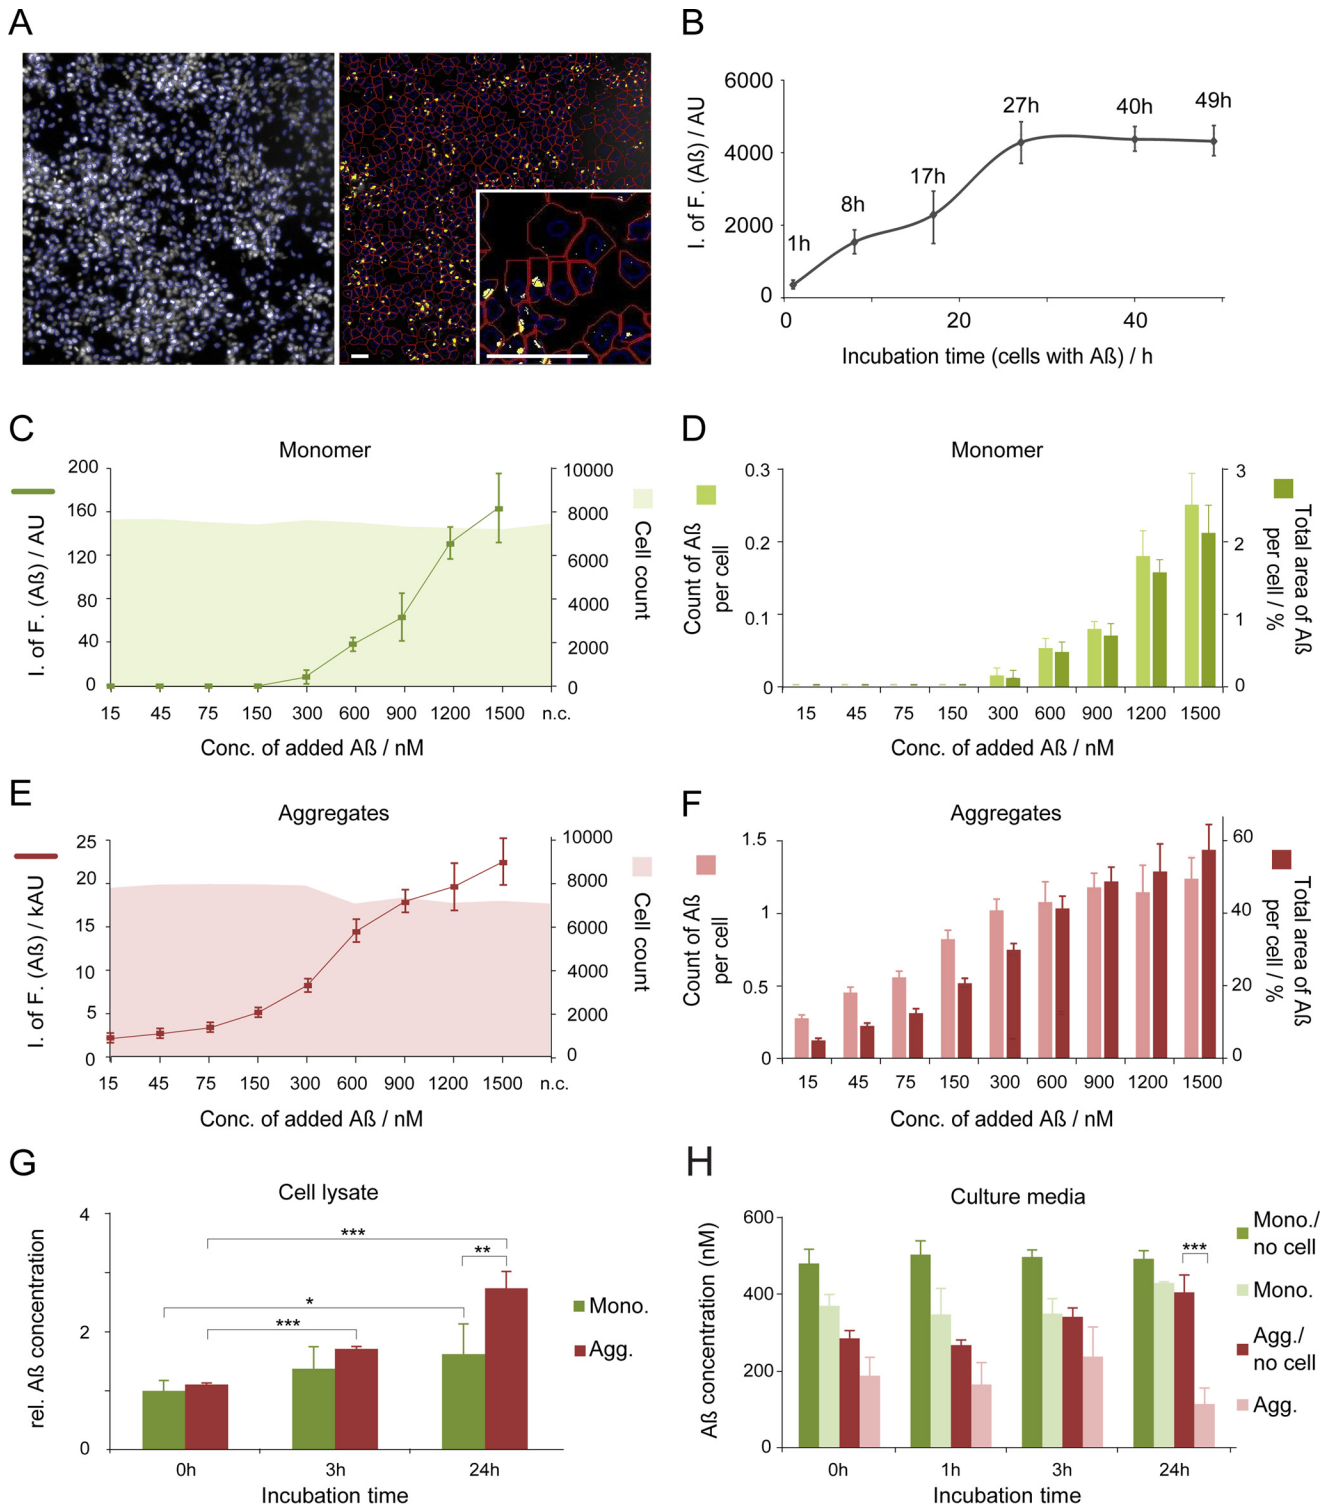 A
B
I. of F. (Aß) / AU
6000
4000
2000
0
1h
8h
17h
27h
40h
49h
0
20
40
Incubation time (cells with Aß) / h
C
Monomer
I. of F. (Aß) / AU
200
160
120
80
40
0
10000
8000
6000
4000
2000
0
Cell count
15 45 75 150 300 600 900 1200 1500 n.c.
Conc. of added Aß / nM
D
Monomer
Count of Aß
per cell
0.3
0.2
0.1
0
3
2
1
0
Total area of Aß
per cell / %
15 45 75 150 300 600 900 1200 1500
Conc. of added Aß / nM
E
Aggregates
I. of F. (Aß) / kAU
25
20
15
10
5
0
10000
8000
6000
4000
2000
0
Cell count
15 45 75 150 300 600 900 1200 1500 n.c.
Conc. of added Aß / nM
F
Aggregates
Count of Aß
per cell
1.5
1
0.5
0
60
40
20
0
Total area of Aß
per cell / %
15 45 75 150 300 600 900 1200 1500
Conc. of added Aß / nM
G
Cell lysate
rel. Aß concentration
4
2
0
***
**
*
***
Mono.
Agg.
0h 3h 24h
Incubation time
H
Culture media
Aß concentration (nM)
600
400
200
0
***
Mono./
no cell
Mono.
Agg./
no cell
Agg.
0h 1h 3h 24h
Incubation time